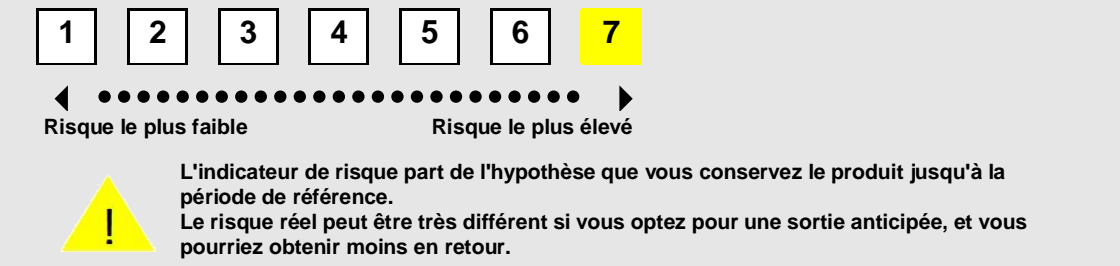 1 2 3 4 5 6 7
Risque le plus faible Risque le plus élevé
L'indicateur de risque part de l'hypothèse que vous conservez le produit jusqu'à la
période de référence.
Le risque réel peut être très différent si vous optez pour une sortie anticipée, et vous
pourriez obtenir moins en retour.
!